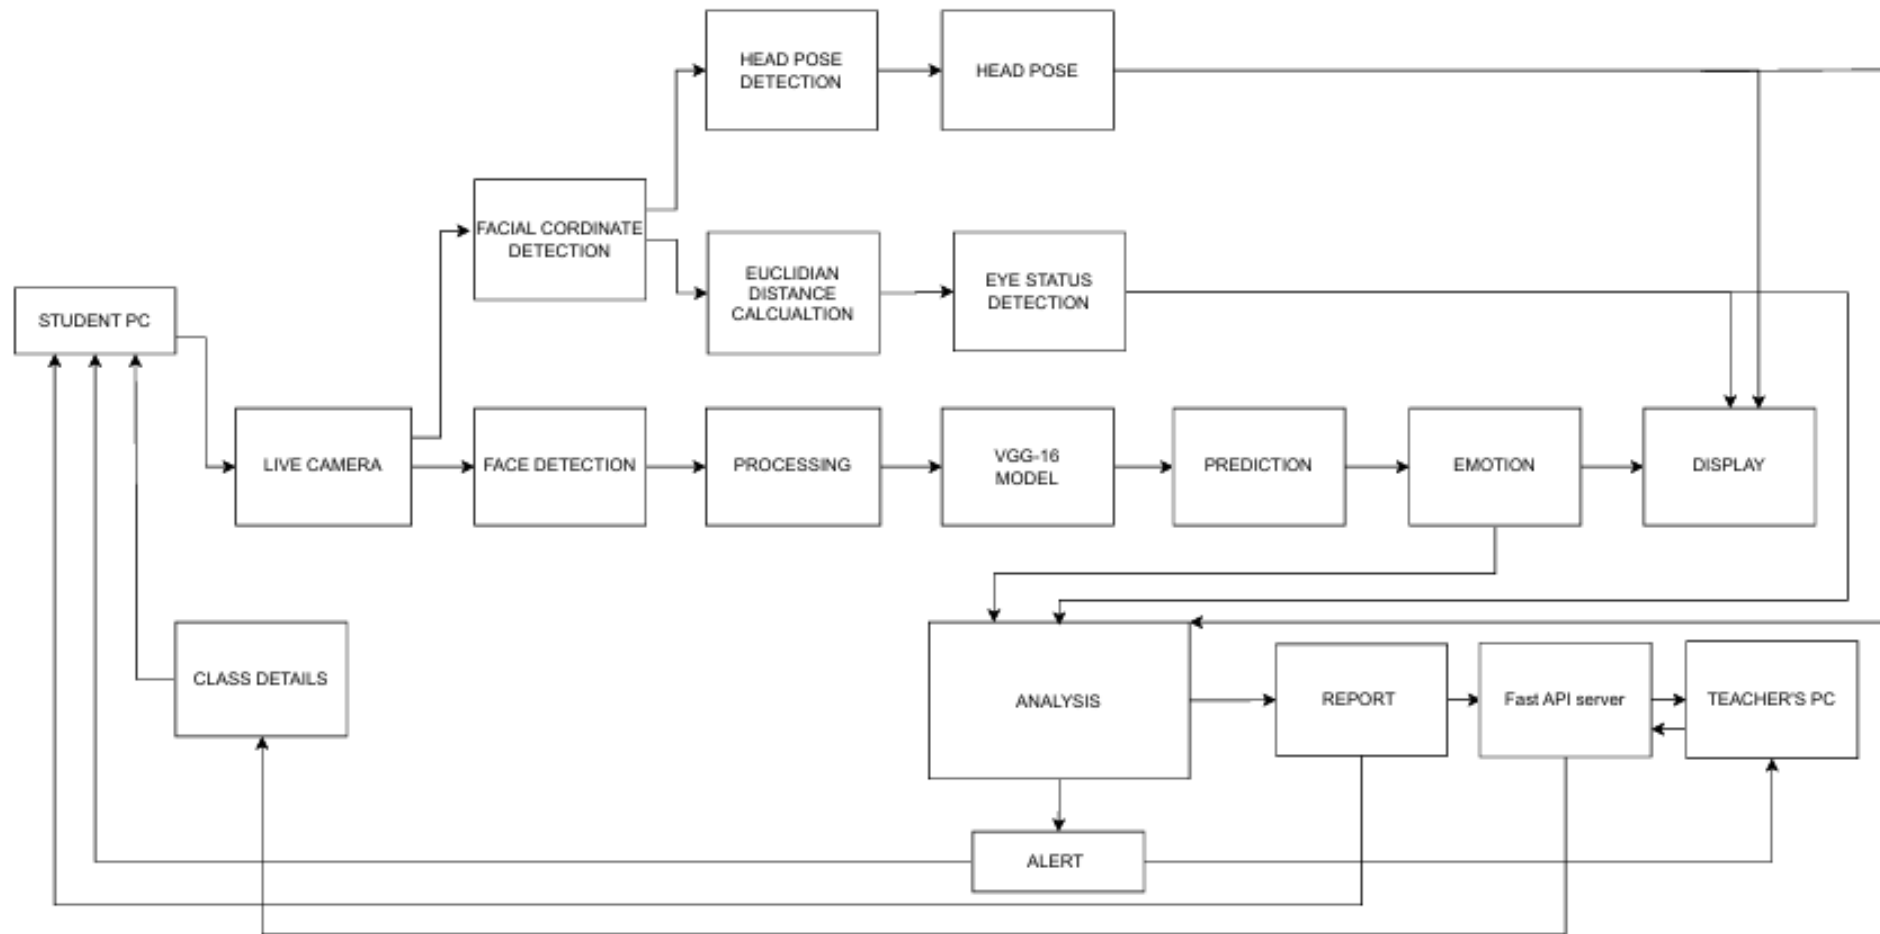 HEAD POSE
DETECTION
HEAD POSE
FACIAL CORDINATE
DETECTION
EUCLIDIAN
DISTANCE
CALCUALTION
EYE STATUS
DETECTION
STUDENT PC
LIVE CAMERA
FACE DETECTION
PROCESSING
VGG-16
MODEL
PREDICTION
EMOTION
DISPLAY
CLASS DETAILS
ANALYSIS
REPORT
Fast API server
TEACHER'S PC
ALERT